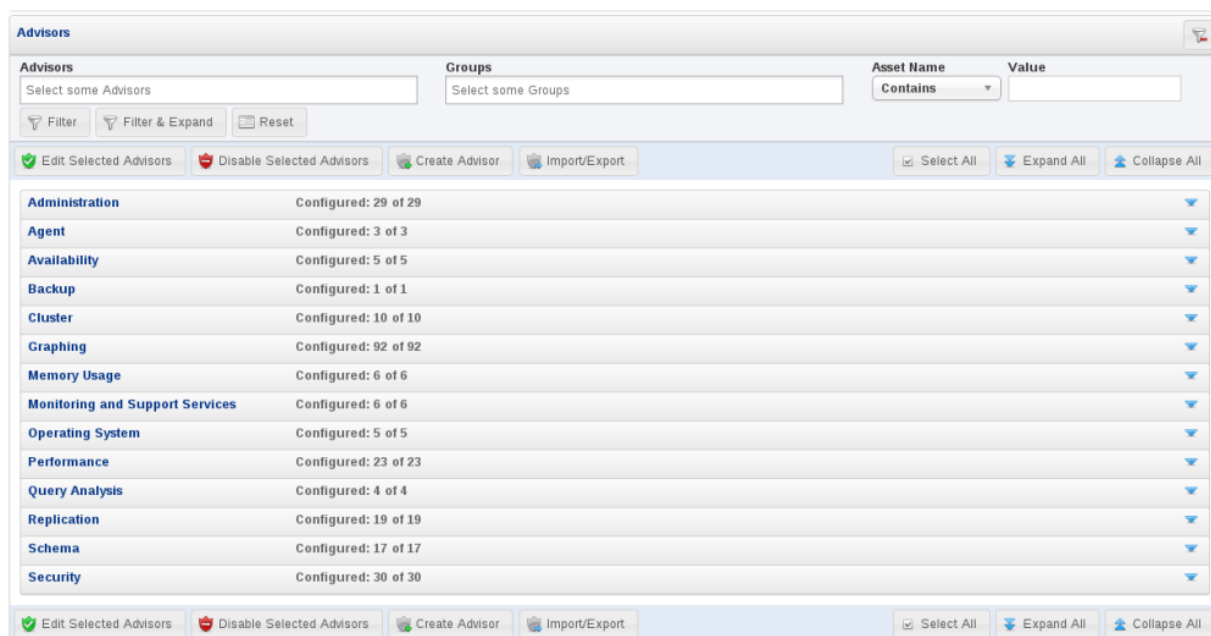 Advisors
Advisors Groups Asset Name Value
Select some Advisors Select some Groups Contains
Filter Filter & Expand Reset
Edit Selected Advisors Disable Selected Advisors Create Advisor Import/Export Select All Expand All Collapse All
Administration Configured: 29 of 29
Agent Configured: 3 of 3
Availability Configured: 5 of 5
Backup Configured: 1 of 1
Cluster Configured: 10 of 10
Graphing Configured: 92 of 92
Memory Usage Configured: 6 of 6
Monitoring and Support Services Configured: 6 of 6
Operating System Configured: 5 of 5
Performance Configured: 23 of 23
Query Analysis Configured: 4 of 4
Replication Configured: 19 of 19
Schema Configured: 17 of 17
Security Configured: 30 of 30
Edit Selected Advisors Disable Selected Advisors Create Advisor Import/Export Select All Expand All Collapse All